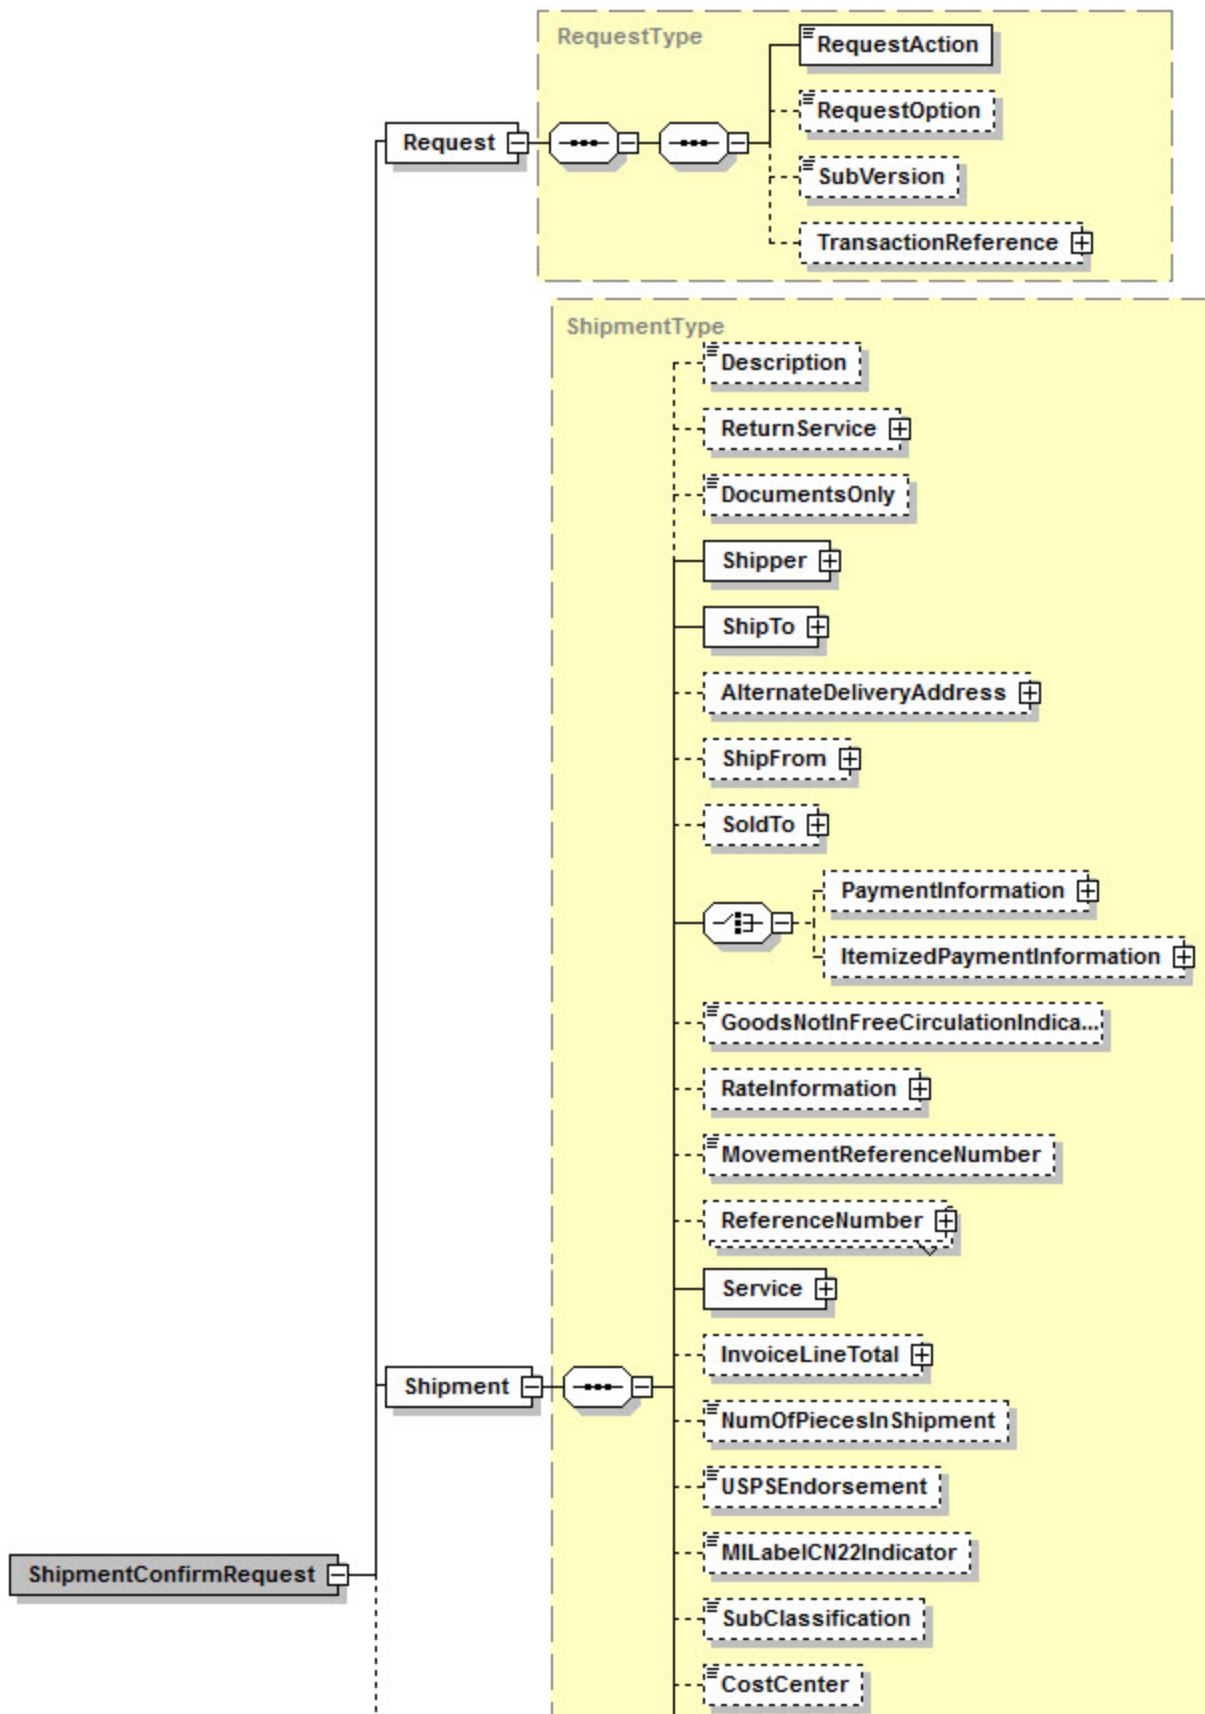 RequestType
RequestAction
RequestOption
Request
SubVersion
TransactionReference
ShipmentType
Description
ReturnService
DocumentsOnly
Shipper
ShipTo
AlternateDeliveryAddress
ShipFrom
SoldTo
PaymentInformation
ItemizedPaymentInformation
GoodsNotInFreeCirculationIndica...
RateInformation
MovementReferenceNumber
ReferenceNumber
Service
InvoiceLineTotal
Shipment
NumOfPiecesInShipment
USPSEndorsement
MILabelCN22Indicator
ShipmentConfirmRequest
SubClassification
CostCenter